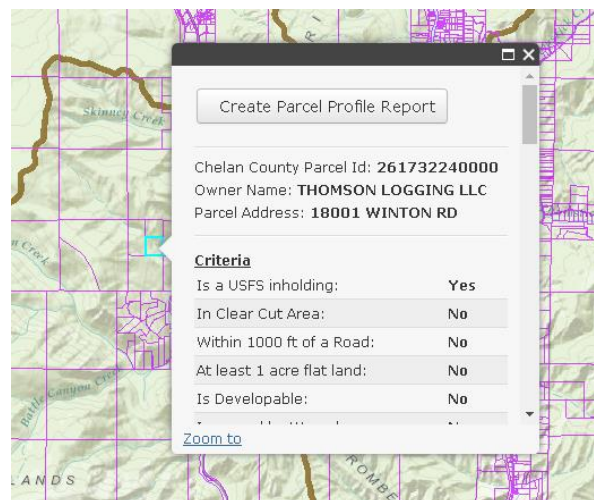 Create Parcel Profile Report
Skinney Creek
Chelan County Parcel Id: 261732240000
Owner Name: THOMSON LOGGING LLC
Parcel Address: 18001 WINTON RD
Criteria
Is a USFS inholding: Yes
In Clear Cut Area: No
Within 1000 ft of a Road: No
At least 1 acre flat land: No
Is Developable: No
Creek
Battle Canyon Creek
Zoom to
LANDS
ROMBE